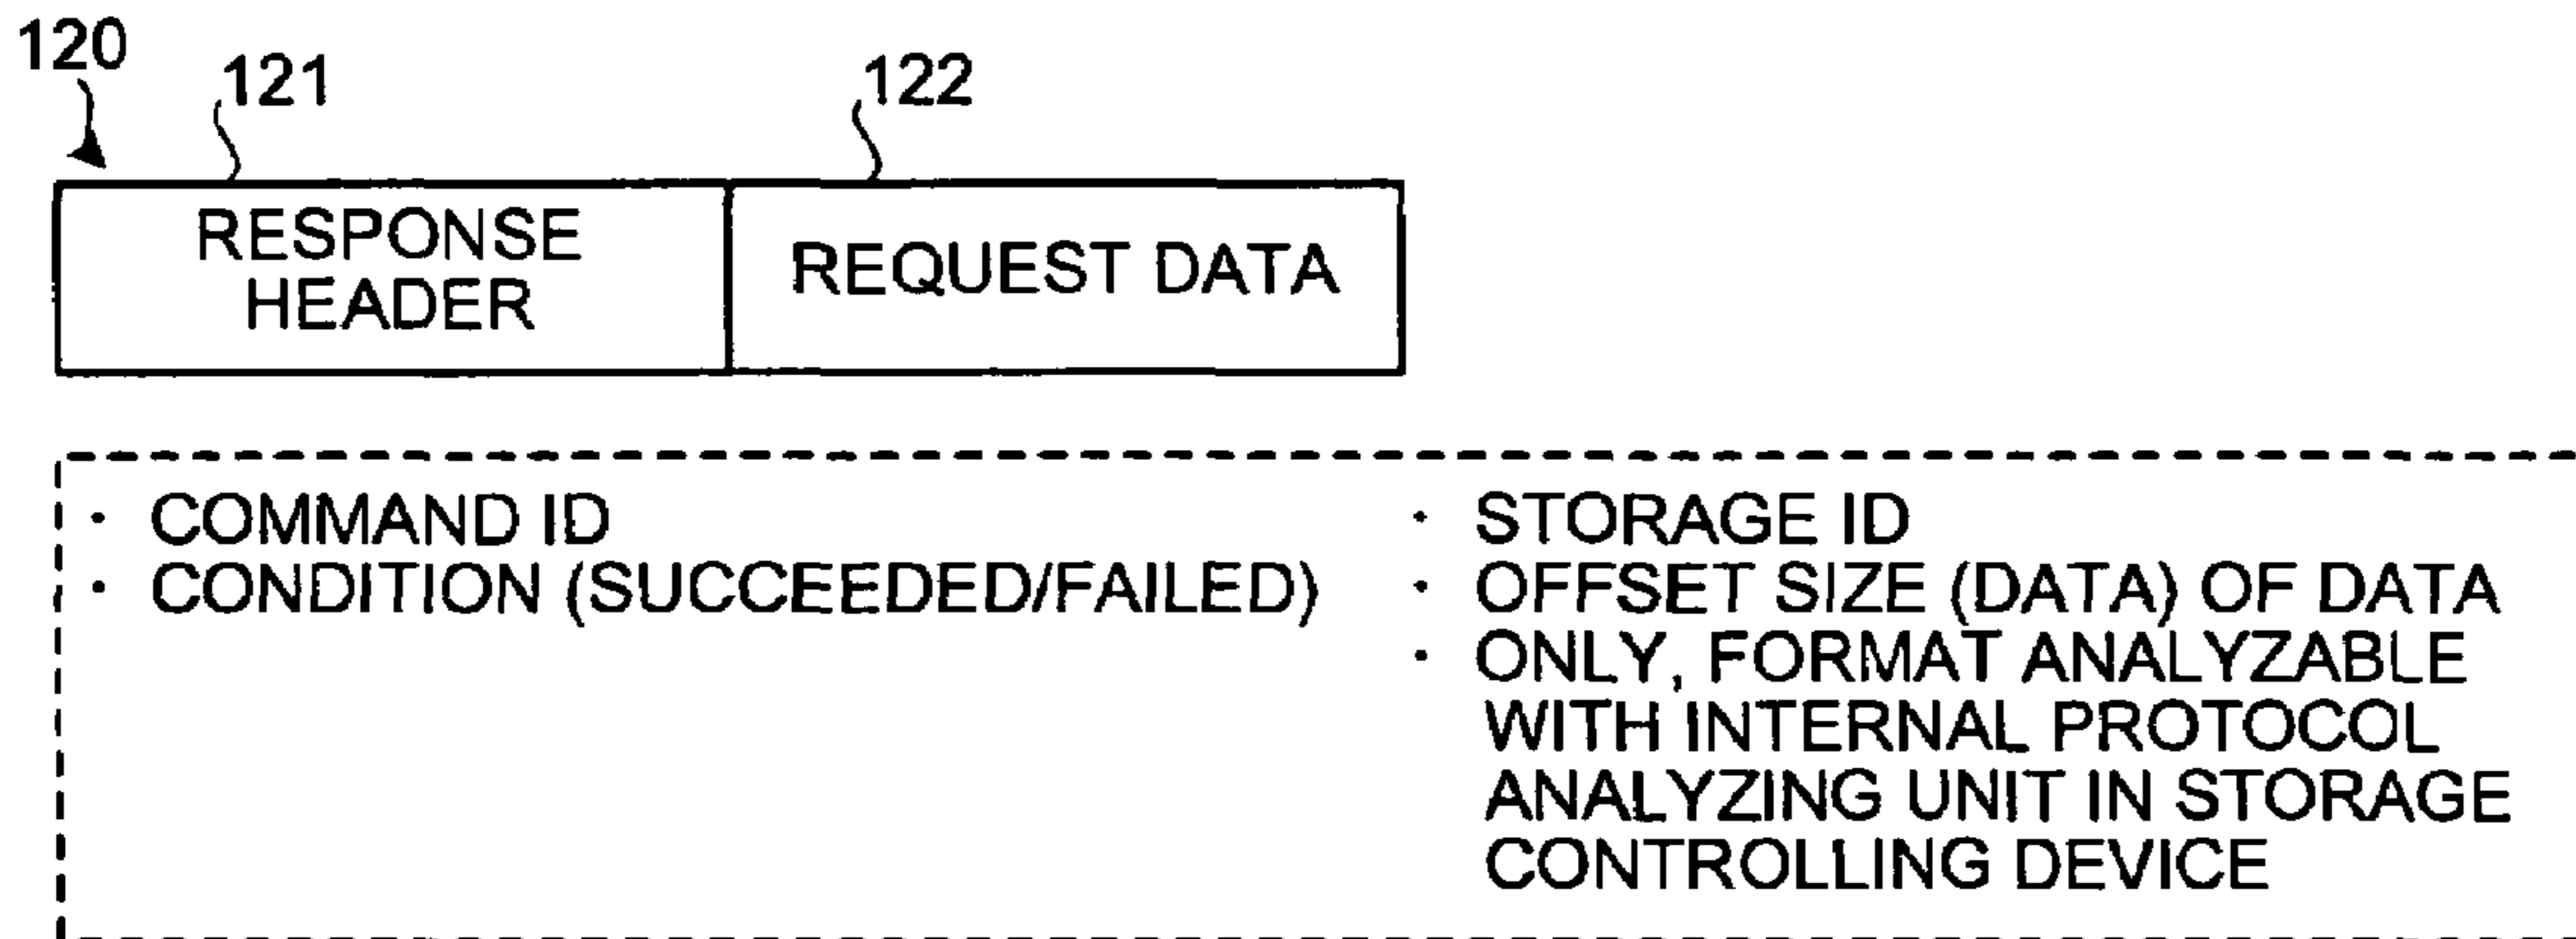 120
121
122
RESPONSE
HEADER
REQUEST DATA
· COMMAND ID
· CONDITION (SUCCEEDED/FAILED)
· STORAGE ID
· OFFSET SIZE (DATA) OF DATA
· ONLY, FORMAT ANALYZABLE
WITH INTERNAL PROTOCOL
ANALYZING UNIT IN STORAGE
CONTROLLING DEVICE